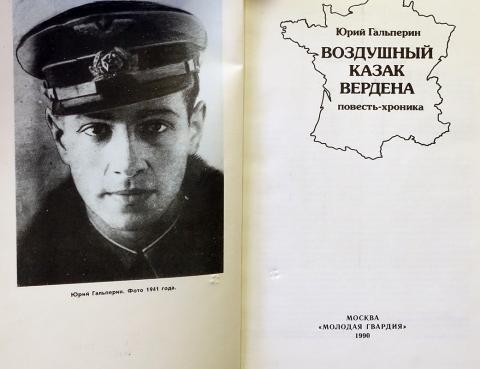 Юрий Гальперин. Фото 1941 года.
Юрий Гальперин
ВОЗДУШНЫЙ
КАЗАК
ВЕРДЕНА
повесть-хроника
МОСКВА
«МОЛОДАЯ ГВАРДИЯ»
1990